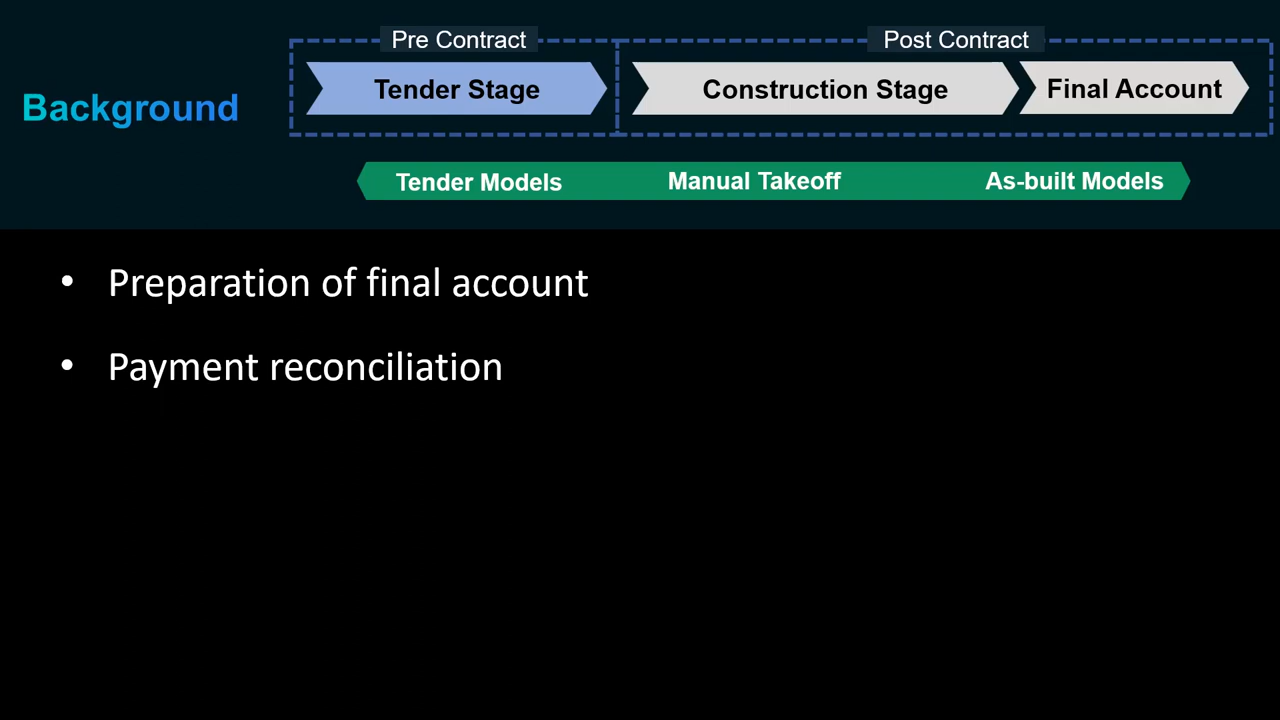 Pre Contract
Post Contract
Tender Stage
Construction Stage
Final Account
Background
Tender Models
Manual Takeoff
As-built Models
• Preparation of final account
• Payment reconciliation